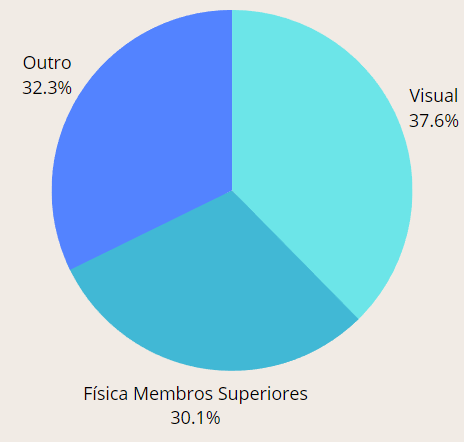 Outro
32.3%
Visual
37.6%
Física Membros Superiores
30.1%